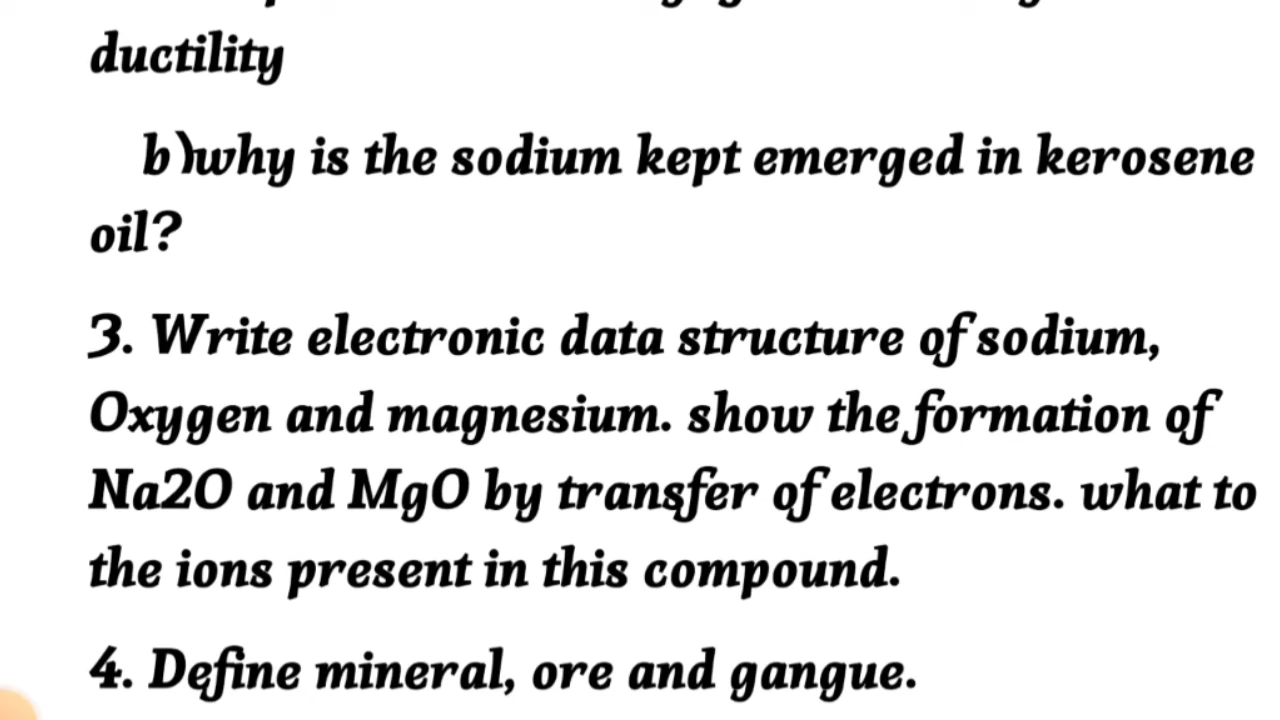 ductility
b)why is the sodium kept emerged in kerosene
oil?
3. Write electronic data structure of sodium,
Oxygen and magnesium. show the formation of
Na2O and MgO by transfer of electrons. what to
the ions present in this compound.
4. Define mineral, ore and gangue.